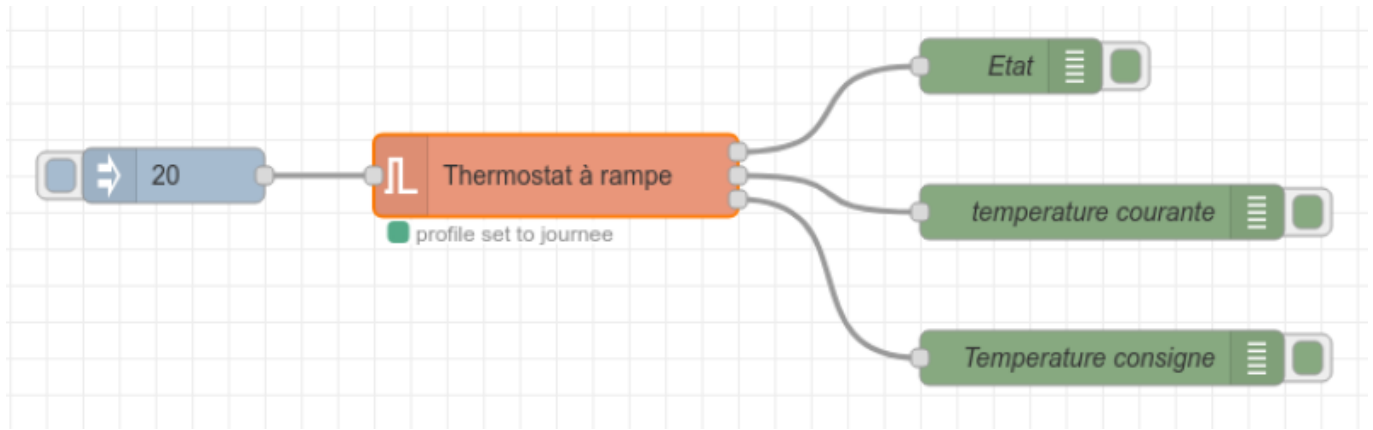 Etat
20
Thermostat à rampe
profile set to journee
temperature courante
Temperature consigne